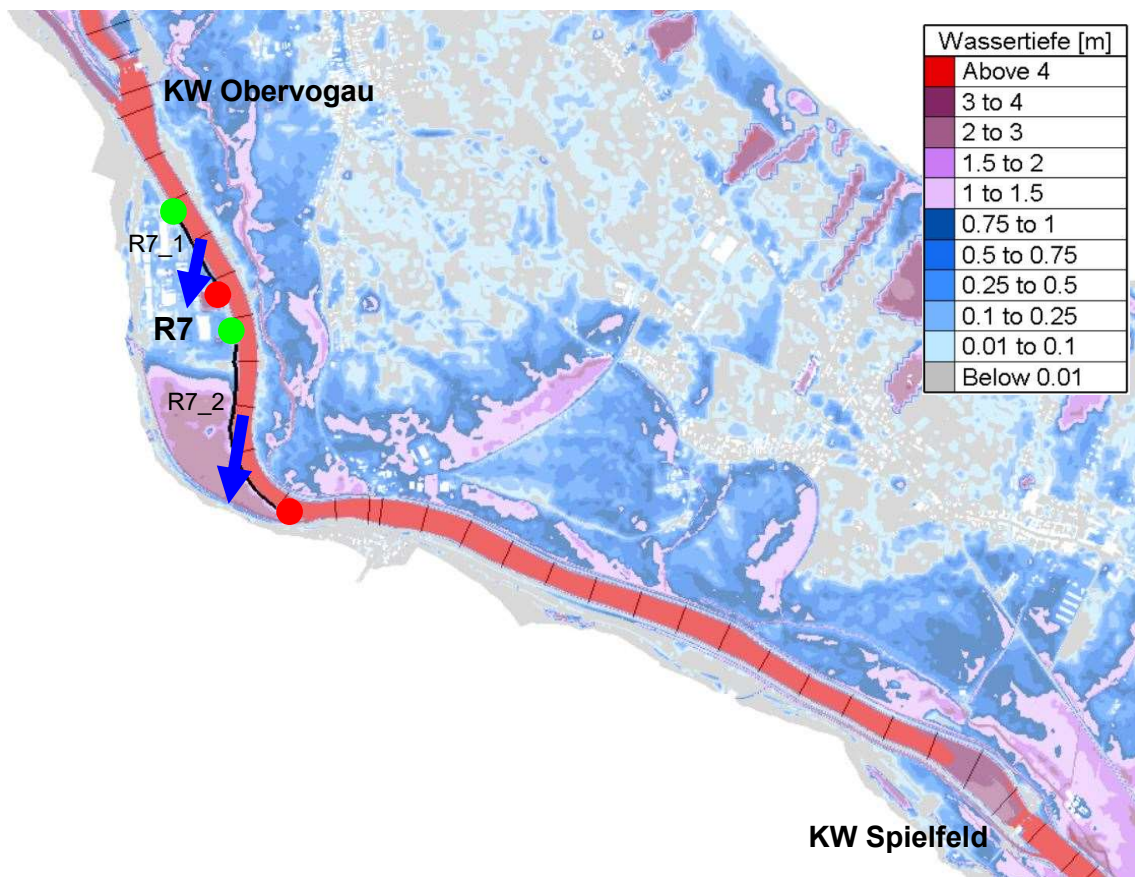 Wassertiefe [m]
Above 4
3 to 4
2 to 3
1.5 to 2
1 to 1.5
0.75 to 1
0.5 to 0.75
0.25 to 0.5
0.1 to 0.25
0.01 to 0.1
Below 0.01
KW Obervogau
R7_1
R7
R7_2
KW Spielfeld